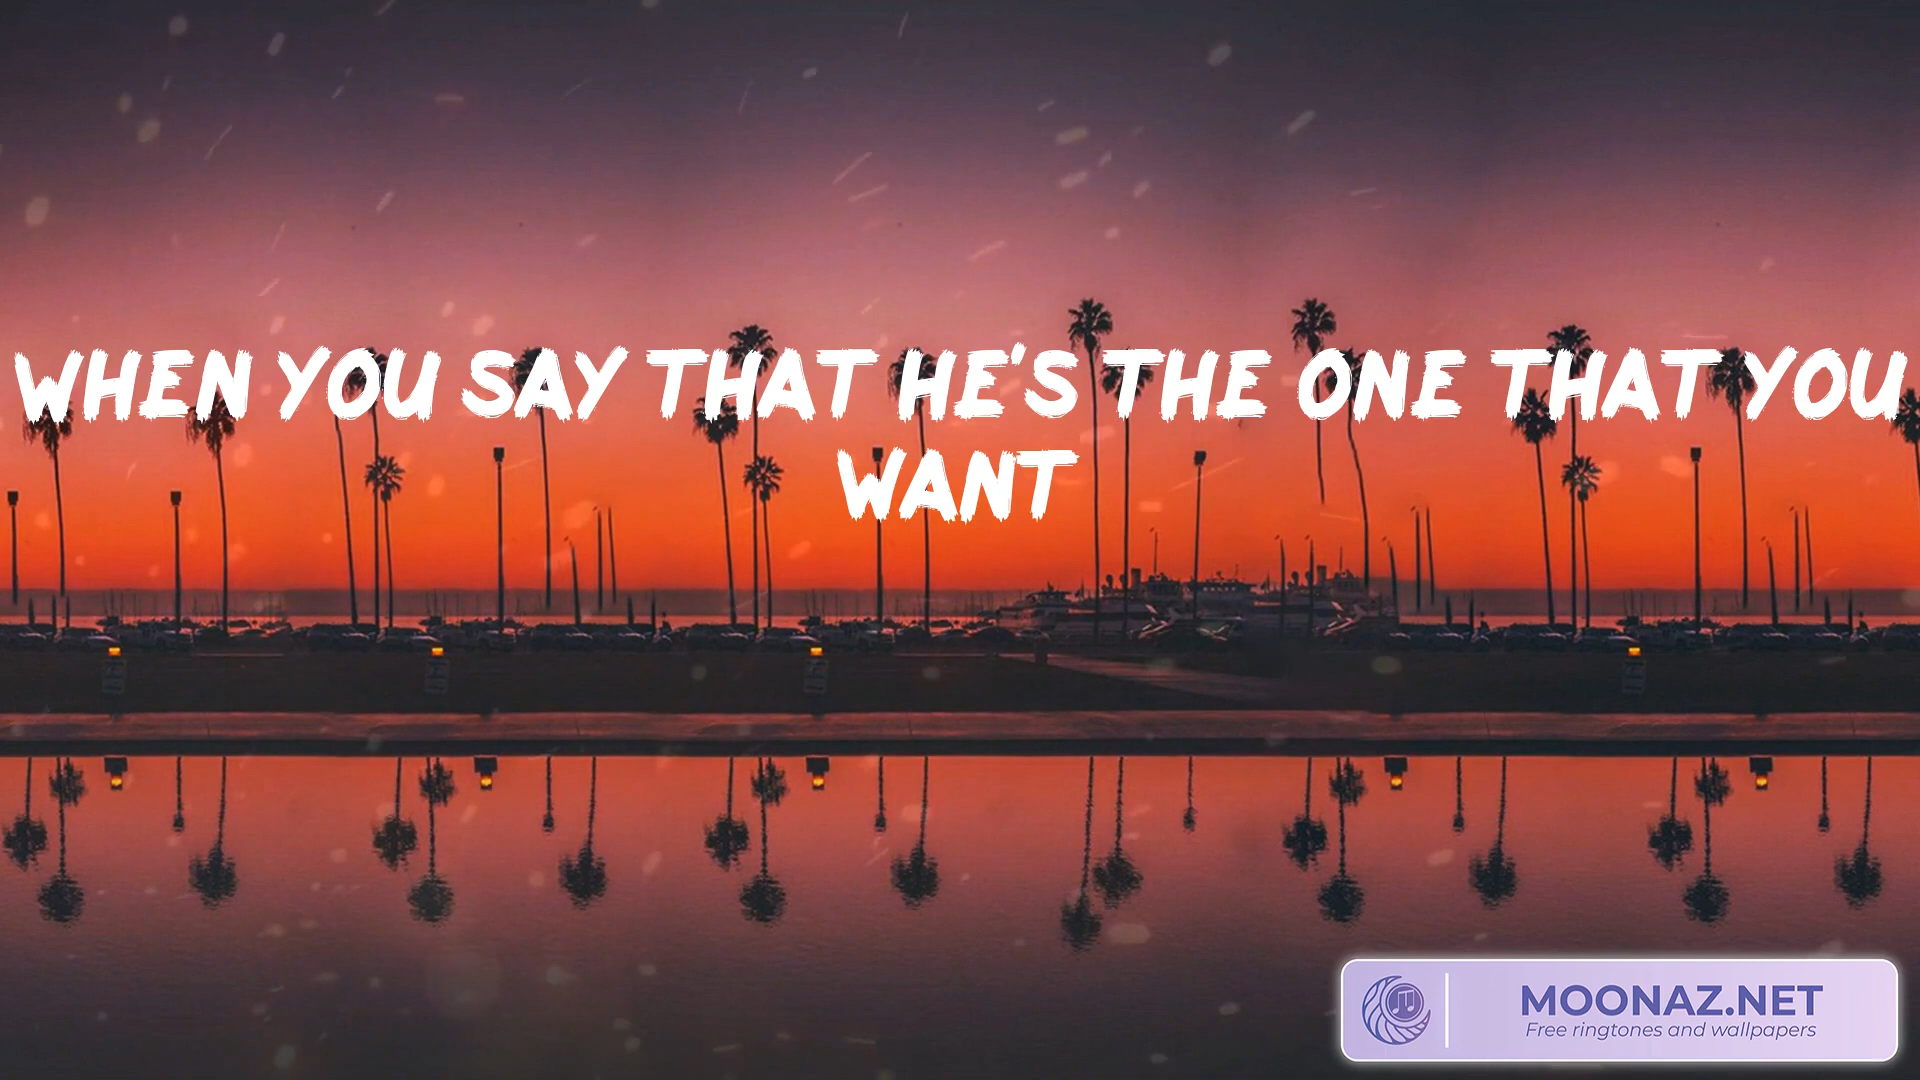 WHEN YOU SAY THAT HE'S THE ONE THAT YOU
WANT
MOONAZ.NET
Free ringtones and wallpapers